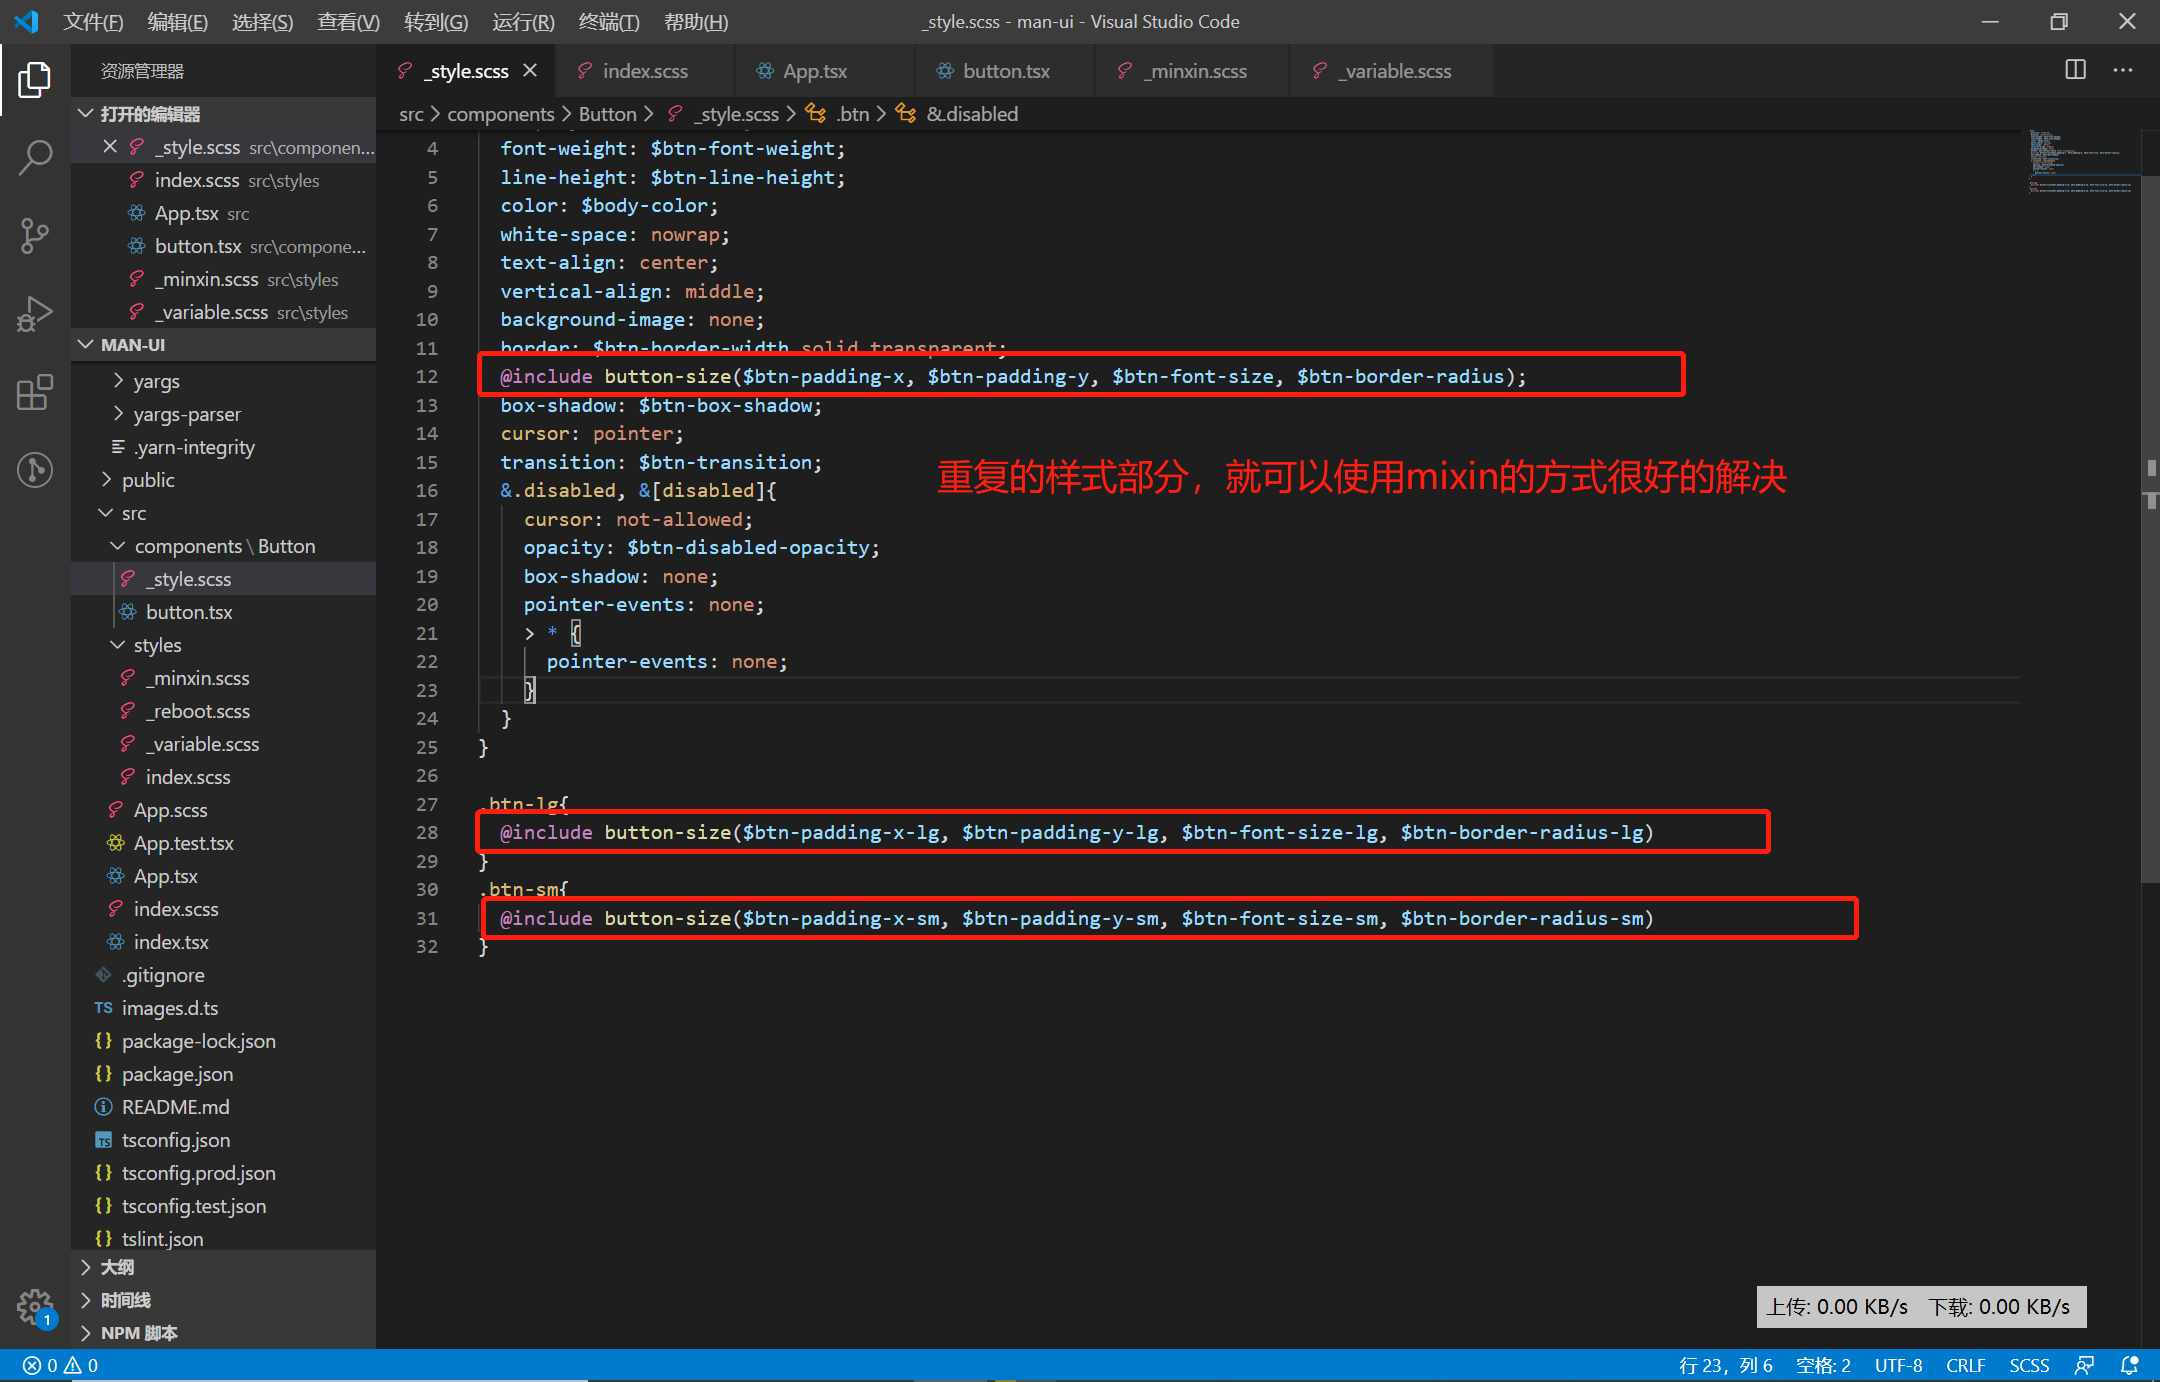 文件(F) 编辑(E) 选择(S) 查看(V) 转到(G) 运行(R) 终端(T) 帮助(H) _style.scss - man-ui - Visual Studio Code
资源管理器
打开的编辑器
_style.scss src\componen...
index.scss src\styles
App.tsx src
button.tsx src\compone...
_minxin.scss src\styles
_variable.scss src\styles
MAN-UI
yargs
yargs-parser
.yarn-integrity
public
src
components \ Button
_style.scss
button.tsx
styles
_minxin.scss
_reboot.scss
_variable.scss
index.scss
App.scss
App.test.tsx
App.tsx
index.scss
index.tsx
.gitignore
TS images.d.ts
{} package-lock.json
{} package.json
README.md
TS tsconfig.json
{} tsconfig.prod.json
{} tsconfig.test.json
{} tslint.json
大纲
时间线
NPM 脚本
1
_style.scss index.scss App.tsx button.tsx _minxin.scss _variable.scss
src > components > Button > _style.scss > .btn > &.disabled
4 font-weight: $btn-font-weight;
5 line-height: $btn-line-height;
6 color: $body-color;
7 white-space: nowrap;
8 text-align: center;
9 vertical-align: middle;
10 background-image: none;
11 border: $btn-border-width solid transparent;
12 @include button-size($btn-padding-x, $btn-padding-y, $btn-font-size, $btn-border-radius);
13 box-shadow: $btn-box-shadow;
14 cursor: pointer;
15 transition: $btn-transition;
重复的样式部分，就可以使用mixin的方式很好的解决
16 &.disabled, &[disabled]{
17 cursor: not-allowed;
18 opacity: $btn-disabled-opacity;
19 box-shadow: none;
20 pointer-events: none;
21 > * {
22 pointer-events: none;
23 }
24 }
25 }
26
27 .btn-lg{
28 @include button-size($btn-padding-x-lg, $btn-padding-y-lg, $btn-font-size-lg, $btn-border-radius-lg)
29 }
30 .btn-sm{
31 @include button-size($btn-padding-x-sm, $btn-padding-y-sm, $btn-font-size-sm, $btn-border-radius-sm)
32 }
上传: 0.00 KB/s 下载: 0.00 KB/s
0 0 行 23，列 6 空格: 2 UTF-8 CRLF SCSS